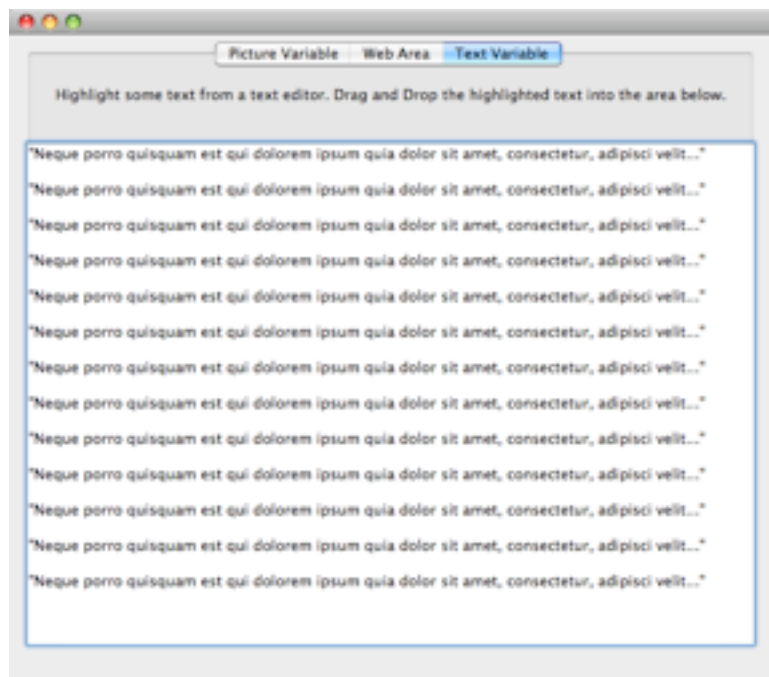 Picture Variable Web Area Text Variable
Highlight some text from a text editor. Drag and Drop the highlighted text into the area below.
"Neque porro quisquam est qui dolorem ipsum quia dolor sit amet, consectetur, adipisci velit..."
"Neque porro quisquam est qui dolorem ipsum quia dolor sit amet, consectetur, adipisci velit..."
"Neque porro quisquam est qui dolorem ipsum quia dolor sit amet, consectetur, adipisci velit..."
"Neque porro quisquam est qui dolorem ipsum quia dolor sit amet, consectetur, adipisci velit..."
"Neque porro quisquam est qui dolorem ipsum quia dolor sit amet, consectetur, adipisci velit..."
"Neque porro quisquam est qui dolorem ipsum quia dolor sit amet, consectetur, adipisci velit..."
"Neque porro quisquam est qui dolorem ipsum quia dolor sit amet, consectetur, adipisci velit..."
"Neque porro quisquam est qui dolorem ipsum quia dolor sit amet, consectetur, adipisci velit..."
"Neque porro quisquam est qui dolorem ipsum quia dolor sit amet, consectetur, adipisci velit..."
"Neque porro quisquam est qui dolorem ipsum quia dolor sit amet, consectetur, adipisci velit..."
"Neque porro quisquam est qui dolorem ipsum quia dolor sit amet, consectetur, adipisci velit..."
"Neque porro quisquam est qui dolorem ipsum quia dolor sit amet, consectetur, adipisci velit..."
"Neque porro quisquam est qui dolorem ipsum quia dolor sit amet, consectetur, adipisci velit..."